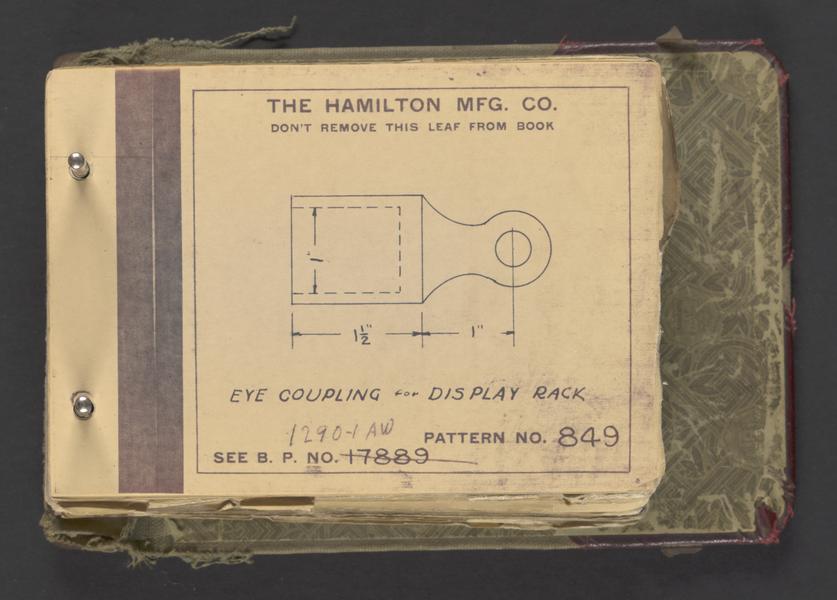 THE HAMILTON MFG. CO.
DON'T REMOVE THIS LEAF FROM BOOK
1"
1½" 1"
EYE COUPLING for DISPLAY RACK
1290-1 AW
PATTERN NO. 849
SEE B. P. NO. 17889